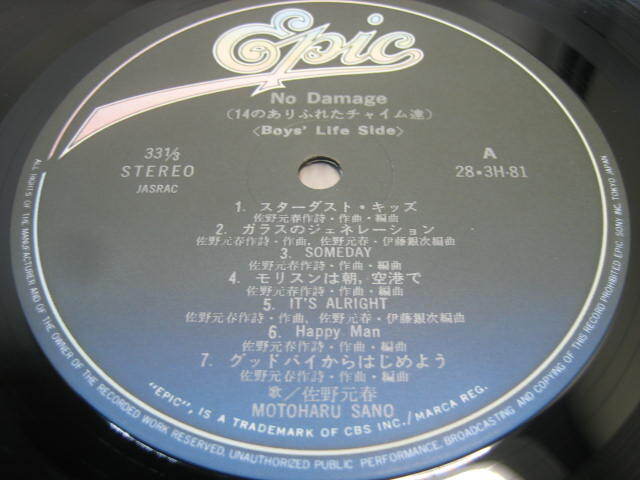 Epic
No Damage
(14のありふれたチャイム達)
〈Boys' Life Side〉
33⅓
STEREO
JASRAC
A
28・3H-81
1. スターダスト・キッズ
佐野元春作詩・作曲・編曲
2. ガラスのジェネレーション
佐野元春作詩・作曲, 佐野元春・伊藤銀次編曲
3. SOMEDAY
佐野元春作詩・作曲・編曲
4. モリスンは朝, 空港で
佐野元春作詩・作曲・編曲
5. IT'S ALRIGHT
佐野元春作詩・作曲, 佐野元春・伊藤銀次編曲
6. Happy Man
佐野元春作詩・作曲・編曲
7. グッドバイからはじめよう
佐野元春作詩・作曲・編曲
歌／佐野元春
MOTOHARU SANO
"EPIC", IS A TRADEMARK OF CBS INC./MARCA REG.
ALL RIGHTS OF THE MANUFACTURER AND OF THE OWNER OF THE RECORDED WORK RESERVED. UNAUTHORIZED PUBLIC PERFORMANCE, BROADCASTING AND COPYING OF THIS RECORD PROHIBITED EPIC SONY INC. TOKYO JAPAN